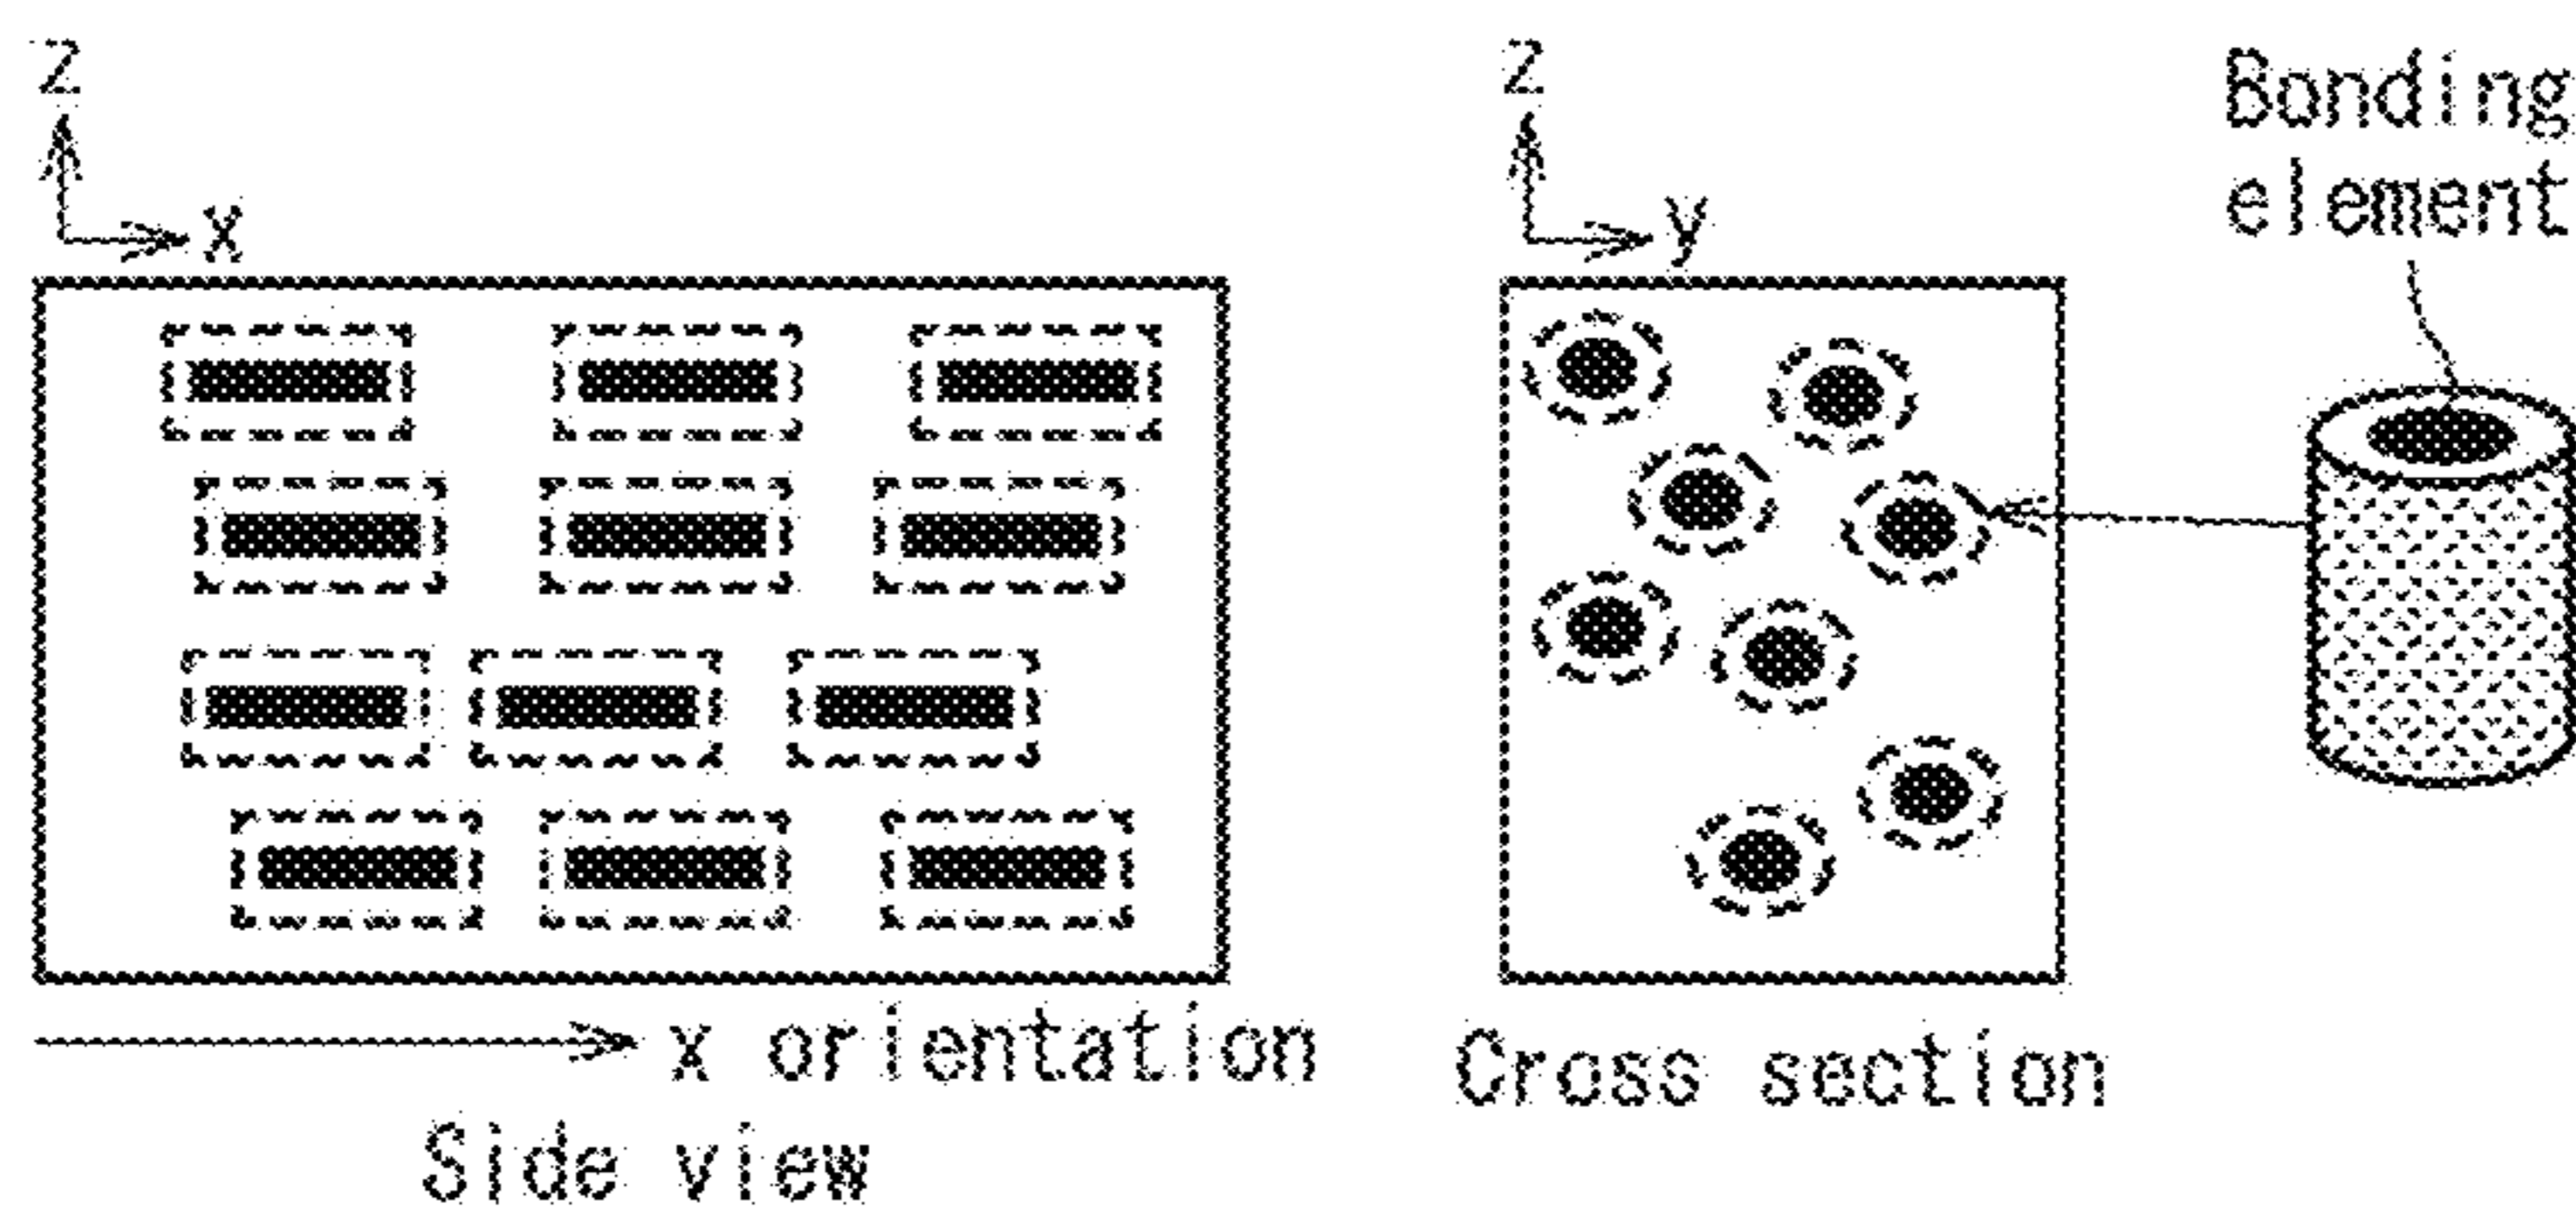 z
x
z
y
Bonding
element
x orientation
Side view
Cross section